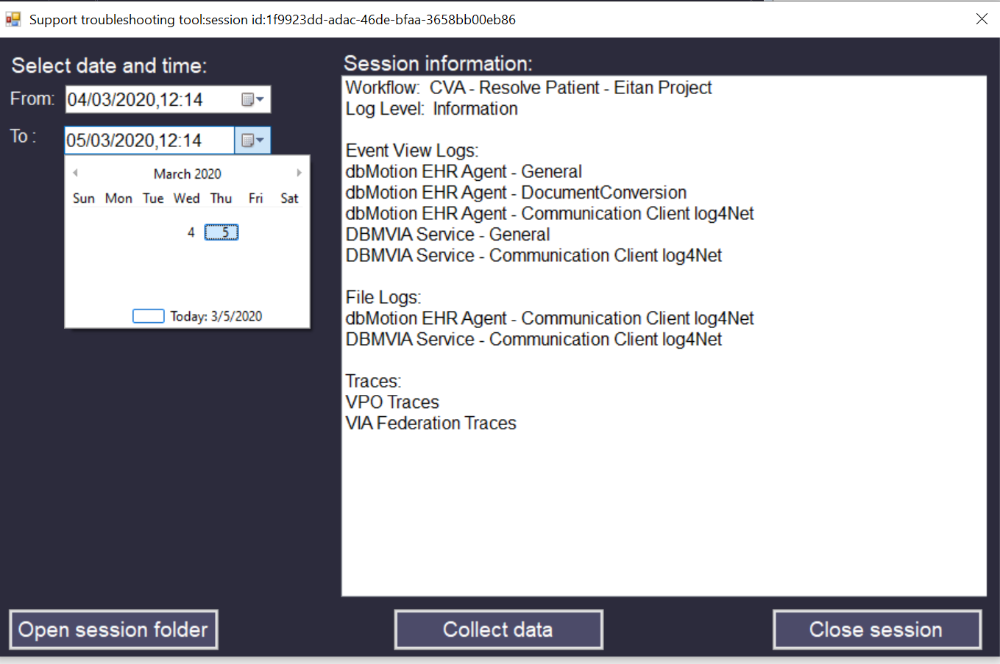 Support troubleshooting tool:session id:1f9923dd-adac-46de-bfaa-3658bb00eb86
Select date and time:
From: 04/03/2020,12:14
To : 05/03/2020,12:14
March 2020
Sun Mon Tue Wed Thu Fri Sat
4 5
Today: 3/5/2020
Session information:
Workflow: CVA - Resolve Patient - Eitan Project
Log Level: Information
Event View Logs:
dbMotion EHR Agent - General
dbMotion EHR Agent - DocumentConversion
dbMotion EHR Agent - Communication Client log4Net
DBMVIA Service - General
DBMVIA Service - Communication Client log4Net
File Logs:
dbMotion EHR Agent - Communication Client log4Net
DBMVIA Service - Communication Client log4Net
Traces:
VPO Traces
VIA Federation Traces
Open session folder
Collect data
Close session